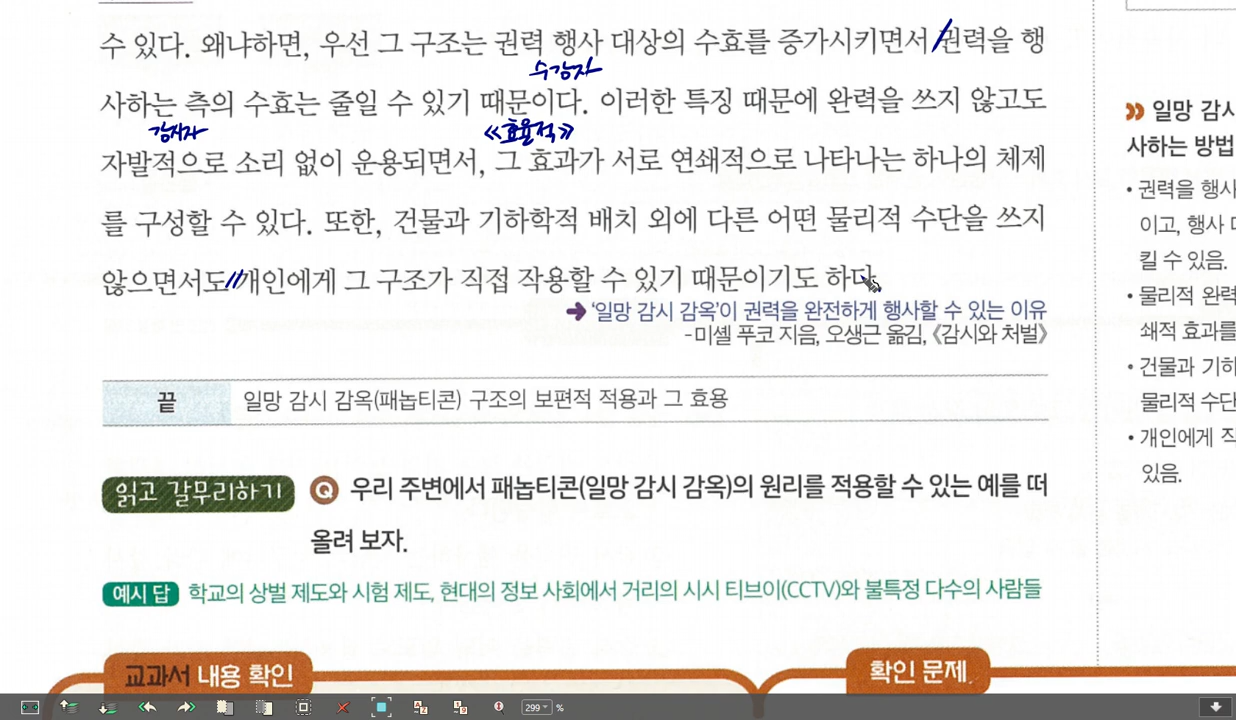 수 있다. 왜냐하면, 우선 그 구조는 권력 행사 대상의 수효를 증가시키면서 권력을 행
수감자
사하는 측의 수효는 줄일 수 있기 때문이다. 이러한 특징 때문에 완력을 쓰지 않고도
감시자
《효율적》
자발적으로 소리 없이 운용되면서, 그 효과가 서로 연쇄적으로 나타나는 하나의 체제
를 구성할 수 있다. 또한, 건물과 기하학적 배치 외에 다른 어떤 물리적 수단을 쓰지
않으면서도 개인에게 그 구조가 직접 작용할 수 있기 때문이기도 하다.
➜ '일망 감시 감옥'이 권력을 완전하게 행사할 수 있는 이유
-미셸 푸코 지음, 오생근 옮김, 《감시와 처벌》
끝 일망 감시 감옥(패놉티콘) 구조의 보편적 적용과 그 효용
읽고 갈무리하기 Q 우리 주변에서 패놉티콘(일망 감시 감옥)의 원리를 적용할 수 있는 예를 떠
올려 보자.
예시 답 학교의 상벌 제도와 시험 제도, 현대의 정보 사회에서 거리의 시시 티브이(CCTV)와 불특정 다수의 사람들
교과서 내용 확인
확인 문제
일망 감시
사하는 방법
• 권력을 행사
이고, 행사
킬 수 있음.
• 물리적 완력
쇄적 효과를
• 건물과 기하
물리적 수단
• 개인에게 직
있음.
299 %